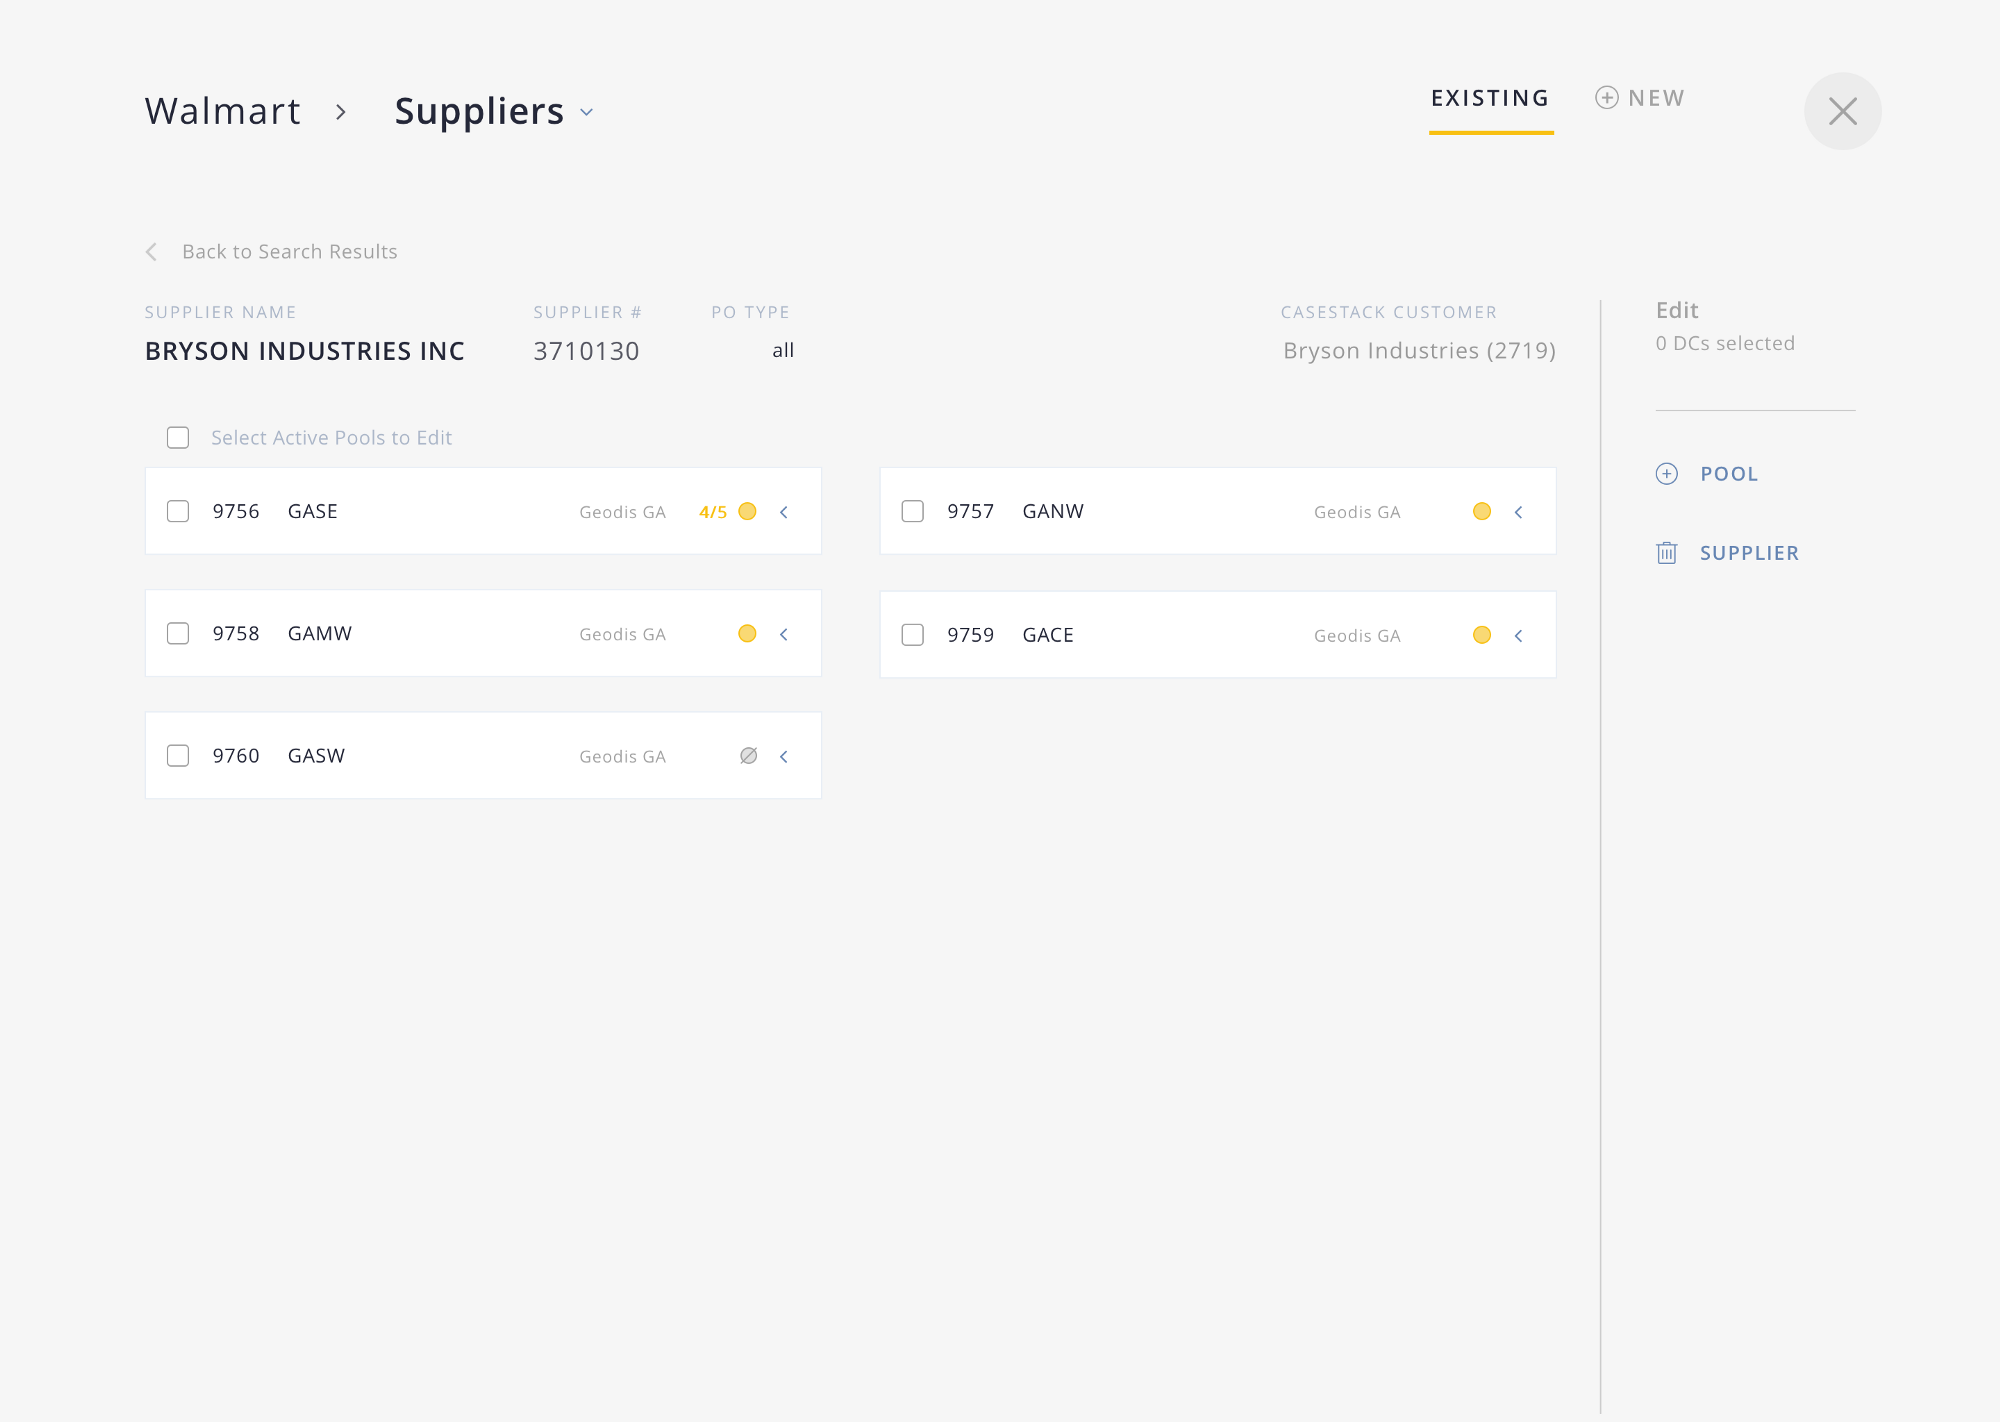 Walmart > Suppliers
EXISTING
NEW
Back to Search Results
SUPPLIER NAME SUPPLIER # PO TYPE CASESTACK CUSTOMER
BRYSON INDUSTRIES INC 3710130 all Bryson Industries (2719)
Edit
0 DCs selected
Select Active Pools to Edit
9756 GASE Geodis GA 4/5
9757 GANW Geodis GA
9758 GAMW Geodis GA
9759 GACE Geodis GA
9760 GASW Geodis GA
POOL
SUPPLIER